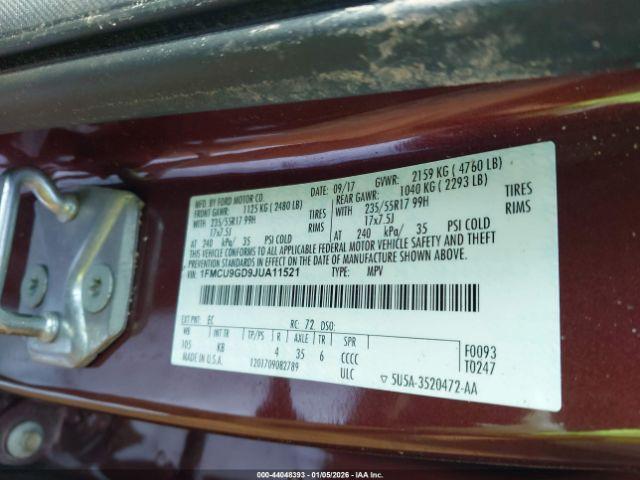 MFD. BY FORD MOTOR CO.
DATE: 09/17 GVWR: 2159 KG ( 4760 LB)
FRONT GAWR: 1125 KG ( 2480 LB)
REAR GAWR: 1040 KG ( 2293 LB)
WITH 235/55R17 99H TIRES
WITH 235/55R17 99H TIRES
17x7.5J RIMS
17x7.5J RIMS
AT 240 kPa/ 35 PSI COLD
AT 240 kPa/ 35 PSI COLD
THIS VEHICLE CONFORMS TO ALL APPLICABLE FEDERAL MOTOR VEHICLE SAFETY AND THEFT
PREVENTION STANDARDS IN EFFECT ON THE DATE OF MANUFACTURE SHOWN ABOVE.
VIN: 1FMCU9GD9JUA11521 TYPE: MPV
EXT PNT: EC RC: 72 DSO:
WB INT TR TP/PS R AXLE TR SPR
105 KB 4 35 6 CCCC
MADE IN U.S.A. 1201709082789 ULC
F0093
T0247
▽ 5U5A-3520472-AA
000-44048393 - 01/05/2026 - IAA Inc.